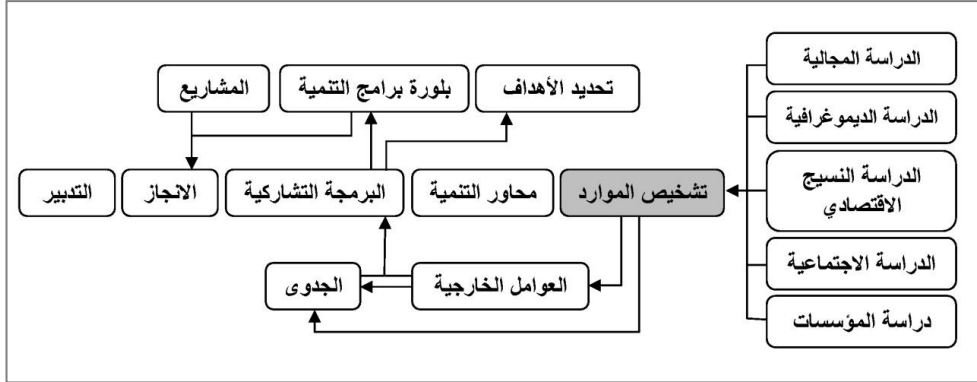 الدراسة المجالية
تحديد الأهداف
بلورة برامج التنمية
المشاريع
الدراسة الديموغرافية
الدراسة النسيج
الاقتصادي
تشخيص الموارد
محاور التنمية
البرمجة التشاركية
الانجاز
التدبير
الدراسة الاجتماعية
العوامل الخارجية
الجدوى
دراسة المؤسسات